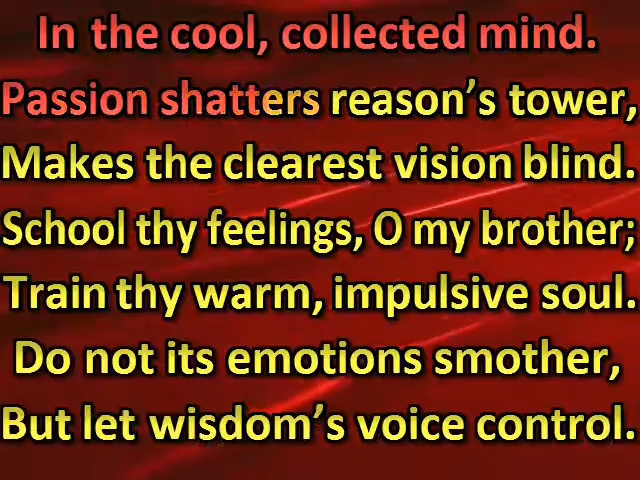 In the cool, collected mind.
Passion shatters reason’s tower,
Makes the clearest vision blind.
School thy feelings, O my brother;
Train thy warm, impulsive soul.
Do not its emotions smother,
But let wisdom’s voice control.